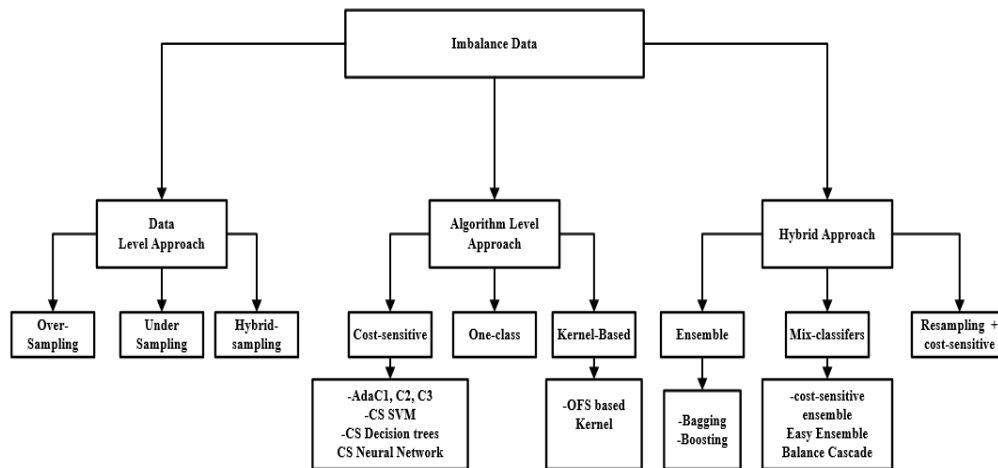 Imbalance Data
Data
Level Approach
Algorithm Level
Approach
Hybrid Approach
Over-
Sampling
Under
Sampling
Hybrid-
sampling
Cost-sensitive
One-class
Kernel-Based
Ensemble
Mix-classifers
Resampling +
cost-sensitive
-AdaC1, C2, C3
-CS SVM
-CS Decision trees
CS Neural Network
-OFS based
Kernel
-Bagging
-Boosting
-cost-sensitive
ensemble
Easy Ensemble
Balance Cascade